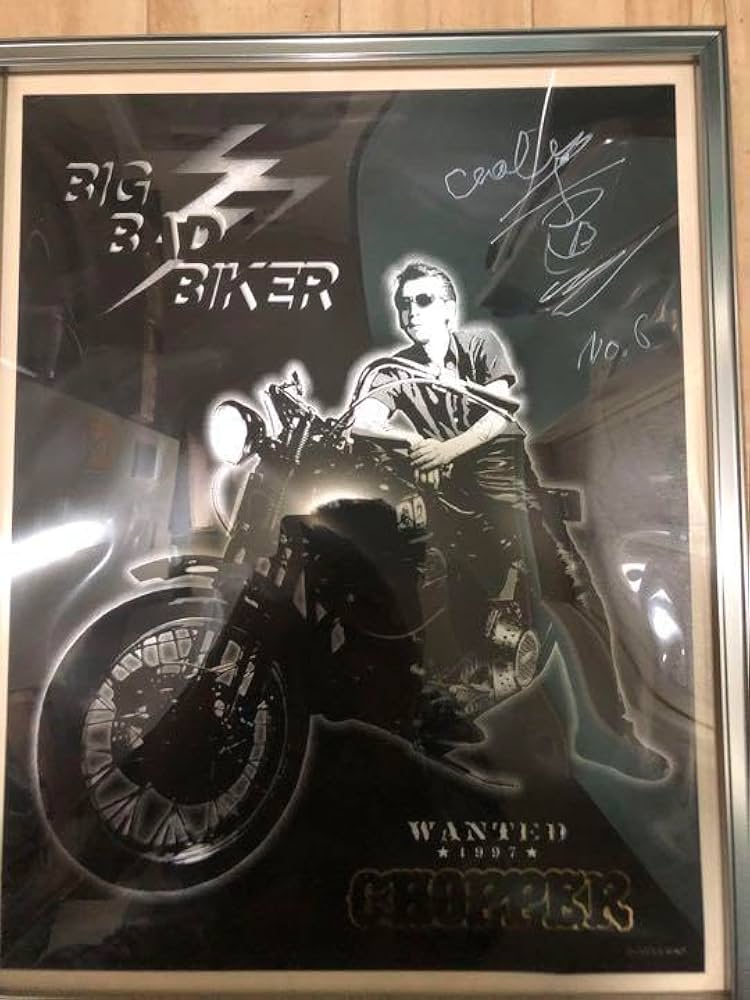 BIG
BAD
BIKER
No. 6
WANTED
★1997★
CHOPPER